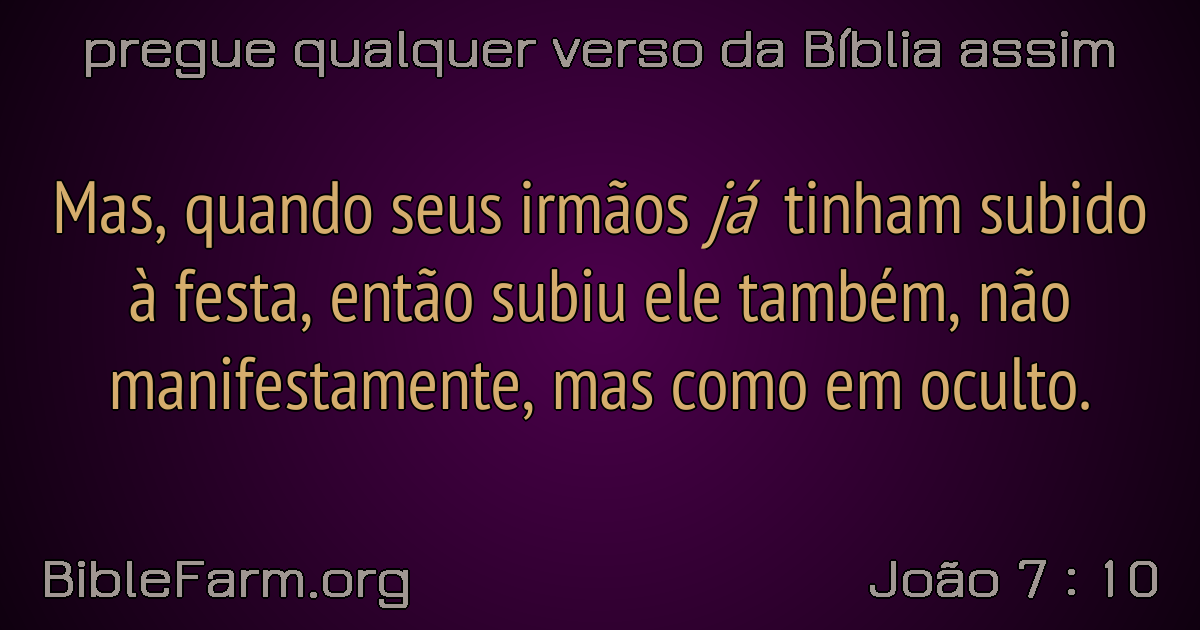 pregue qualquer verso da Bíblia assim
Mas, quando seus irmãos já tinham subido
à festa, então subiu ele também, não
manifestamente, mas como em oculto.
BibleFarm.org
João 7 : 10